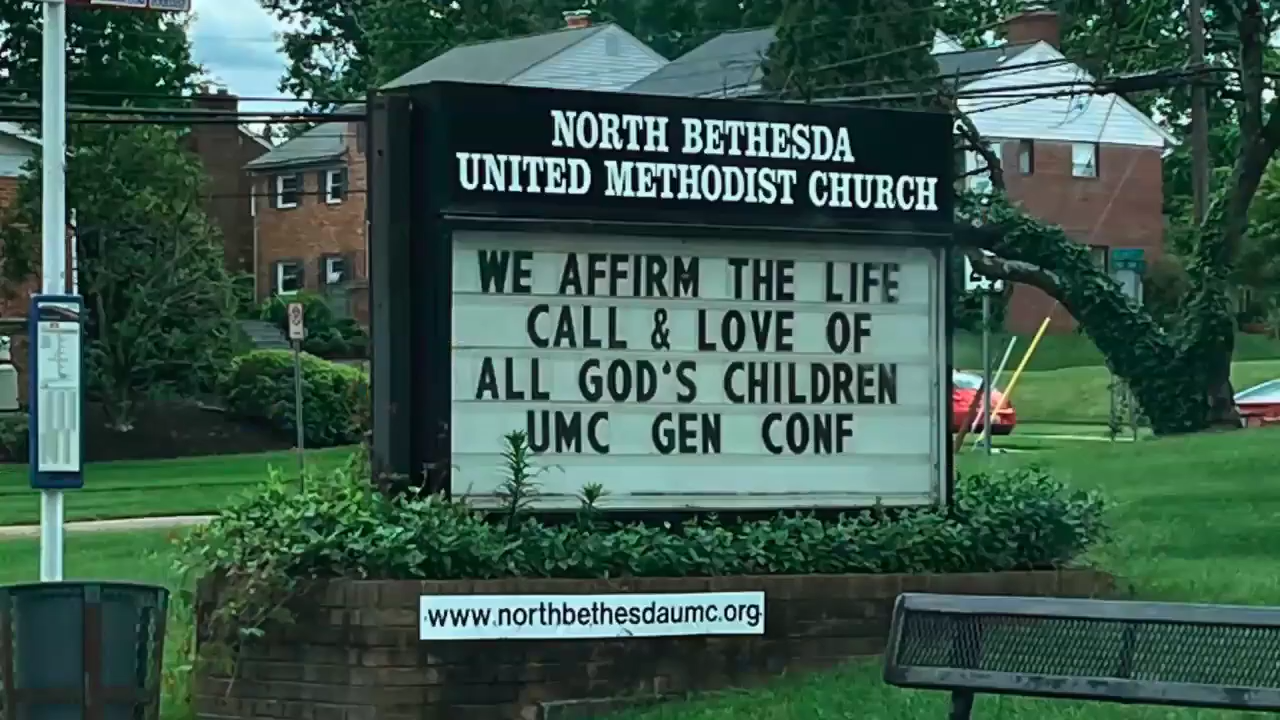 NORTH BETHESDA
UNITED METHODIST CHURCH
WE AFFIRM THE LIFE
CALL & LOVE OF
ALL GOD'S CHILDREN
UMC GEN CONF
www.northbethesdaumc.org